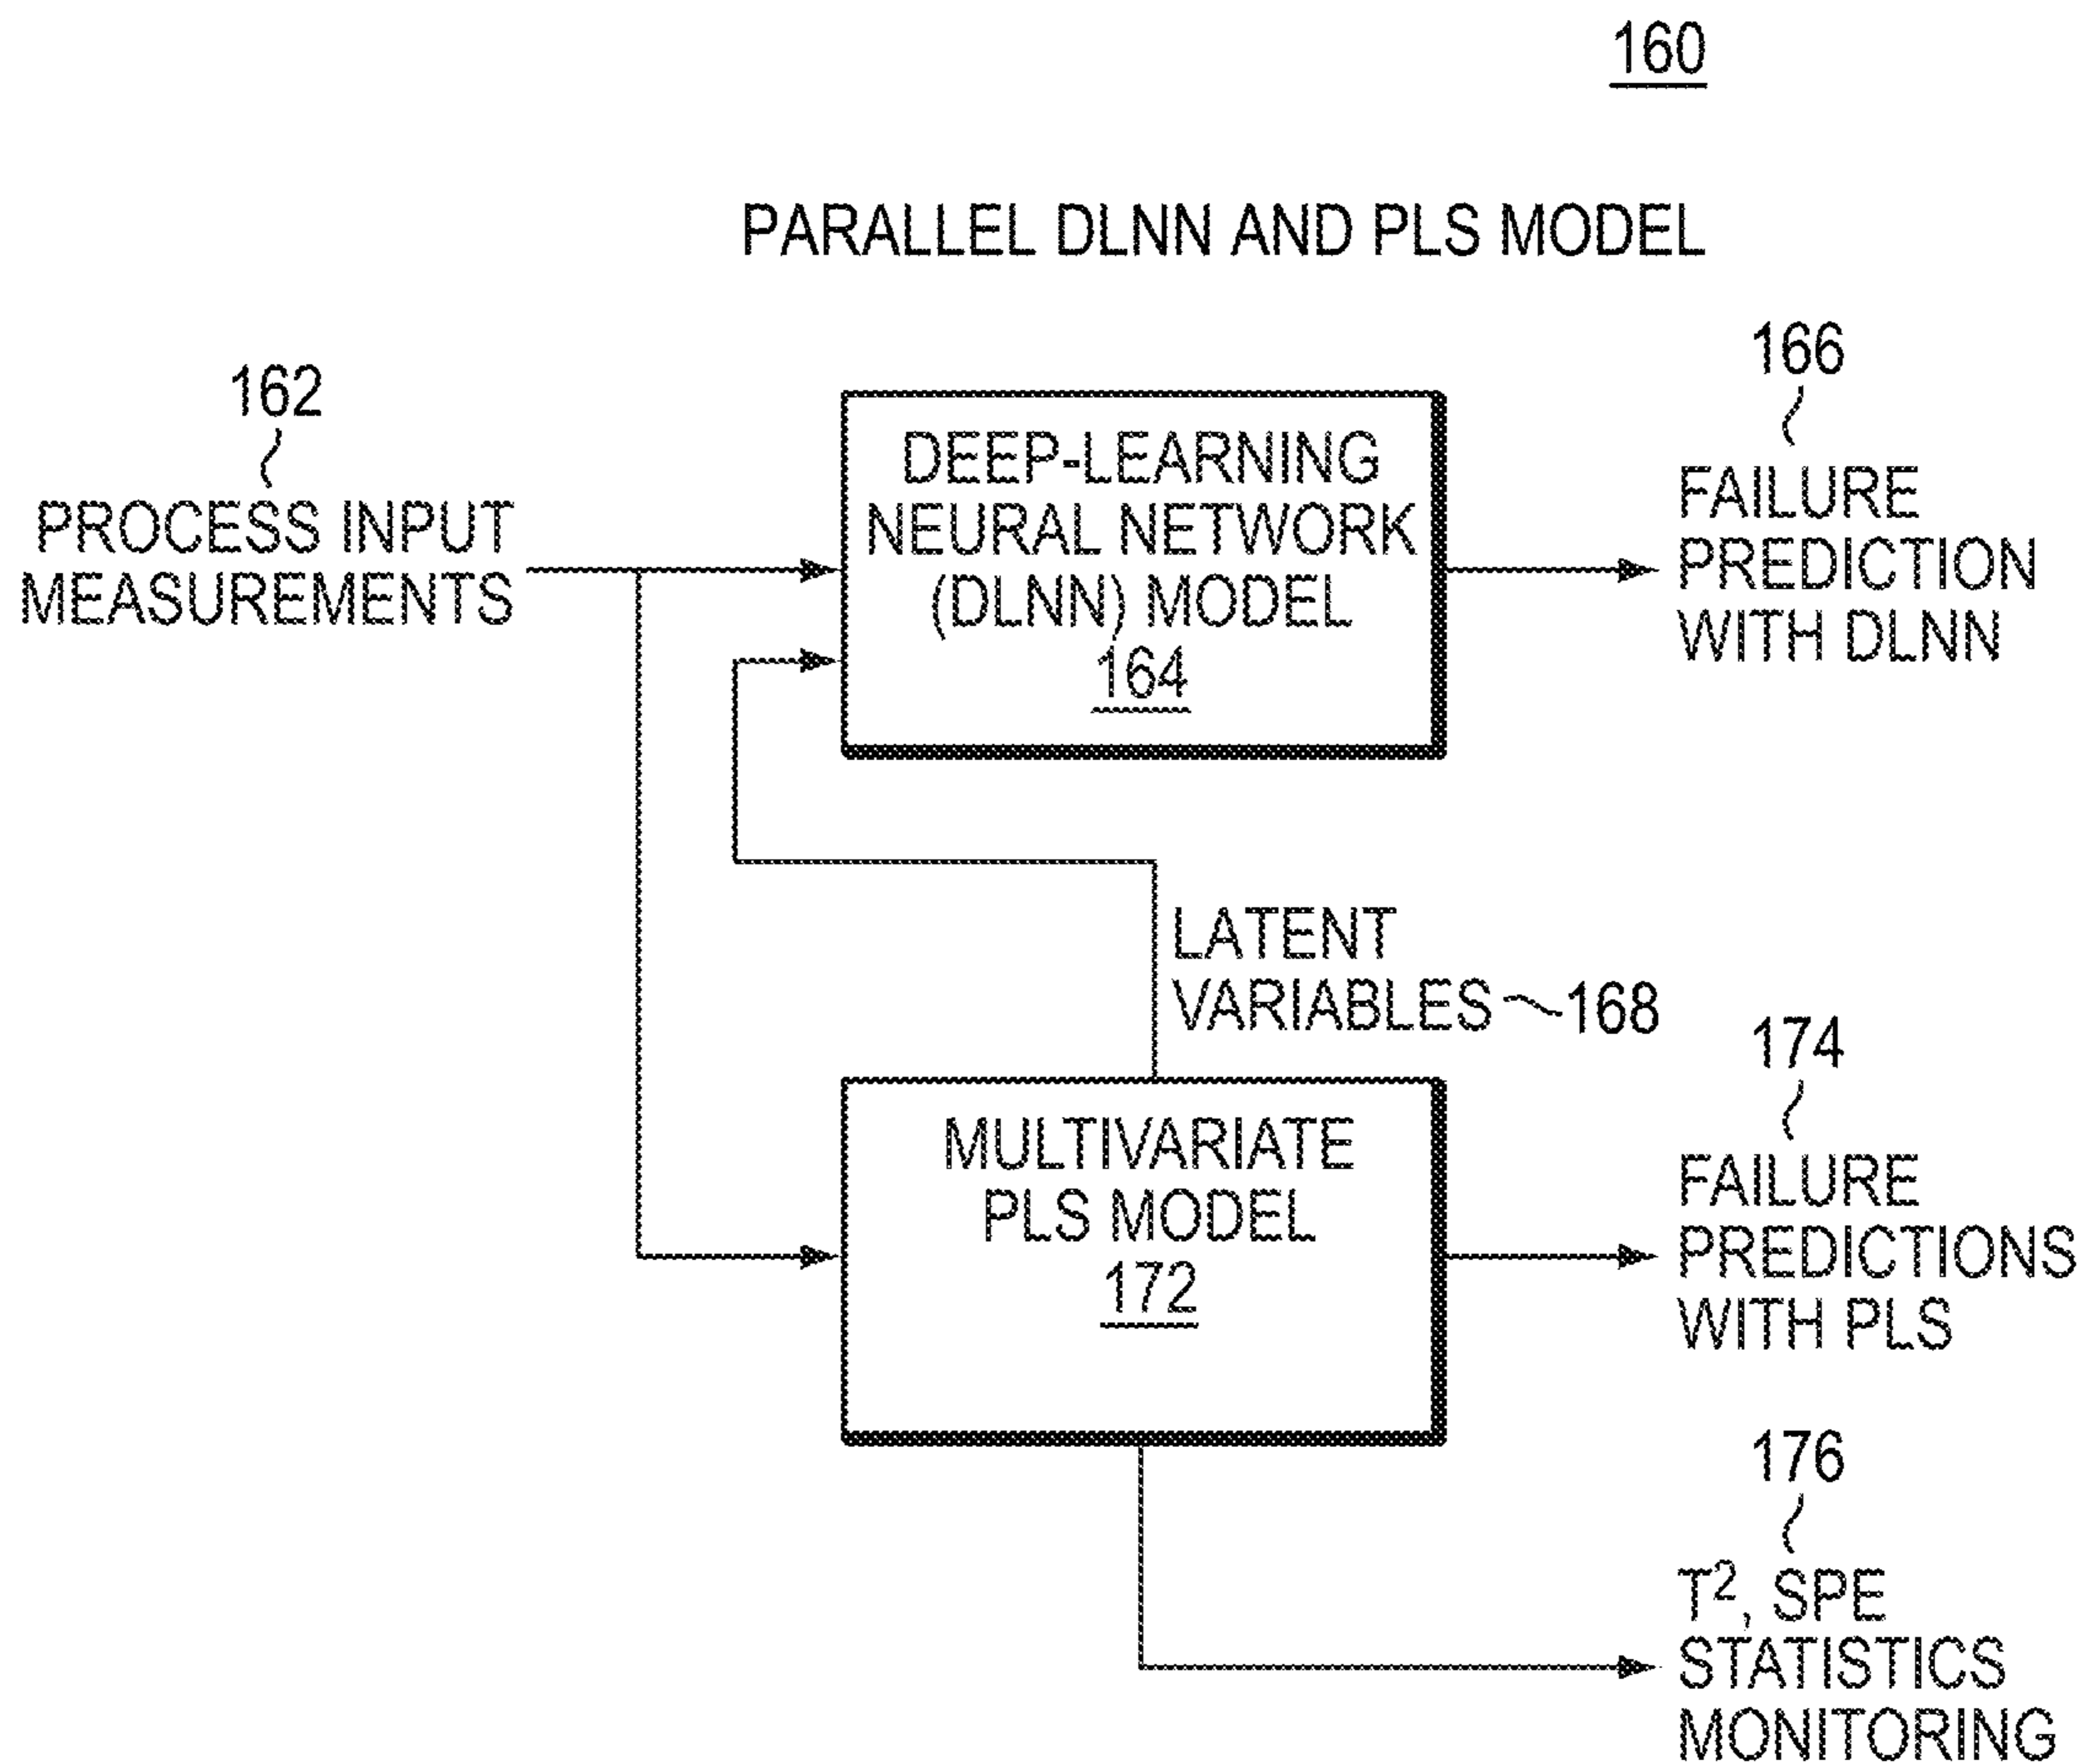 160
PARALLEL DLNN AND PLS MODEL
162
PROCESS INPUT
MEASUREMENTS
DEEP-LEARNING
NEURAL NETWORK
(DLNN) MODEL
164
166
FAILURE
PREDICTION
WITH DLNN
LATENT
VARIABLES
168
MULTIVARIATE
PLS MODEL
172
174
FAILURE
PREDICTIONS
WITH PLS
176
T², SPE
STATISTICS
MONITORING